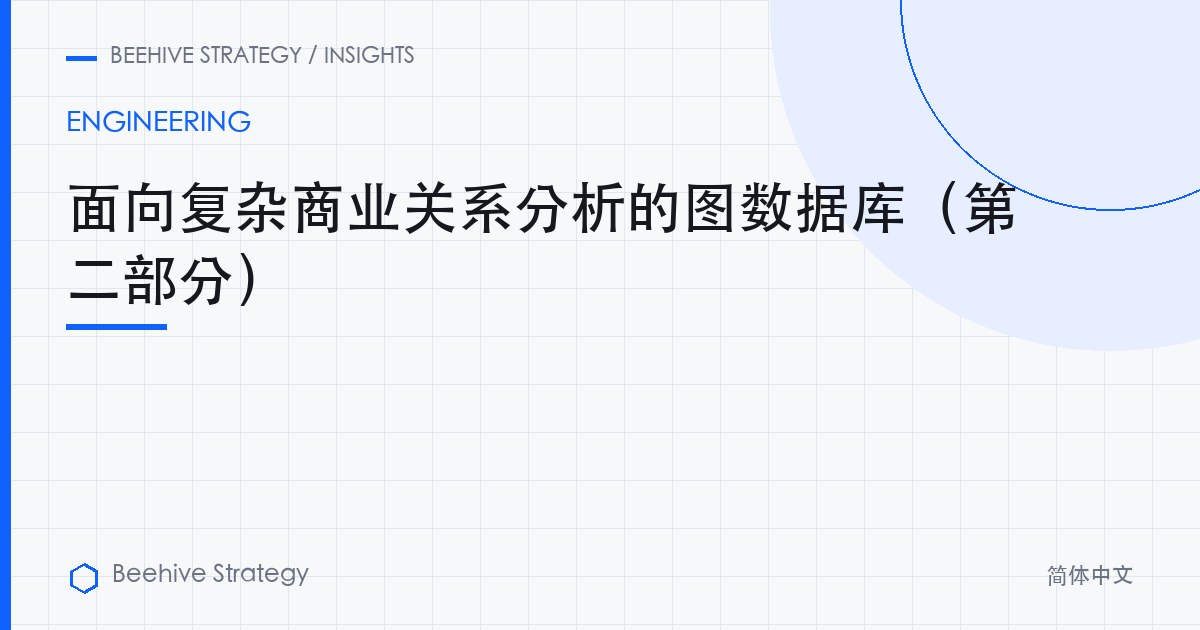 BEEHIVE STRATEGY / INSIGHTS
ENGINEERING
面向复杂商业关系分析的图数据库（第
二部分）
Beehive Strategy
简体中文